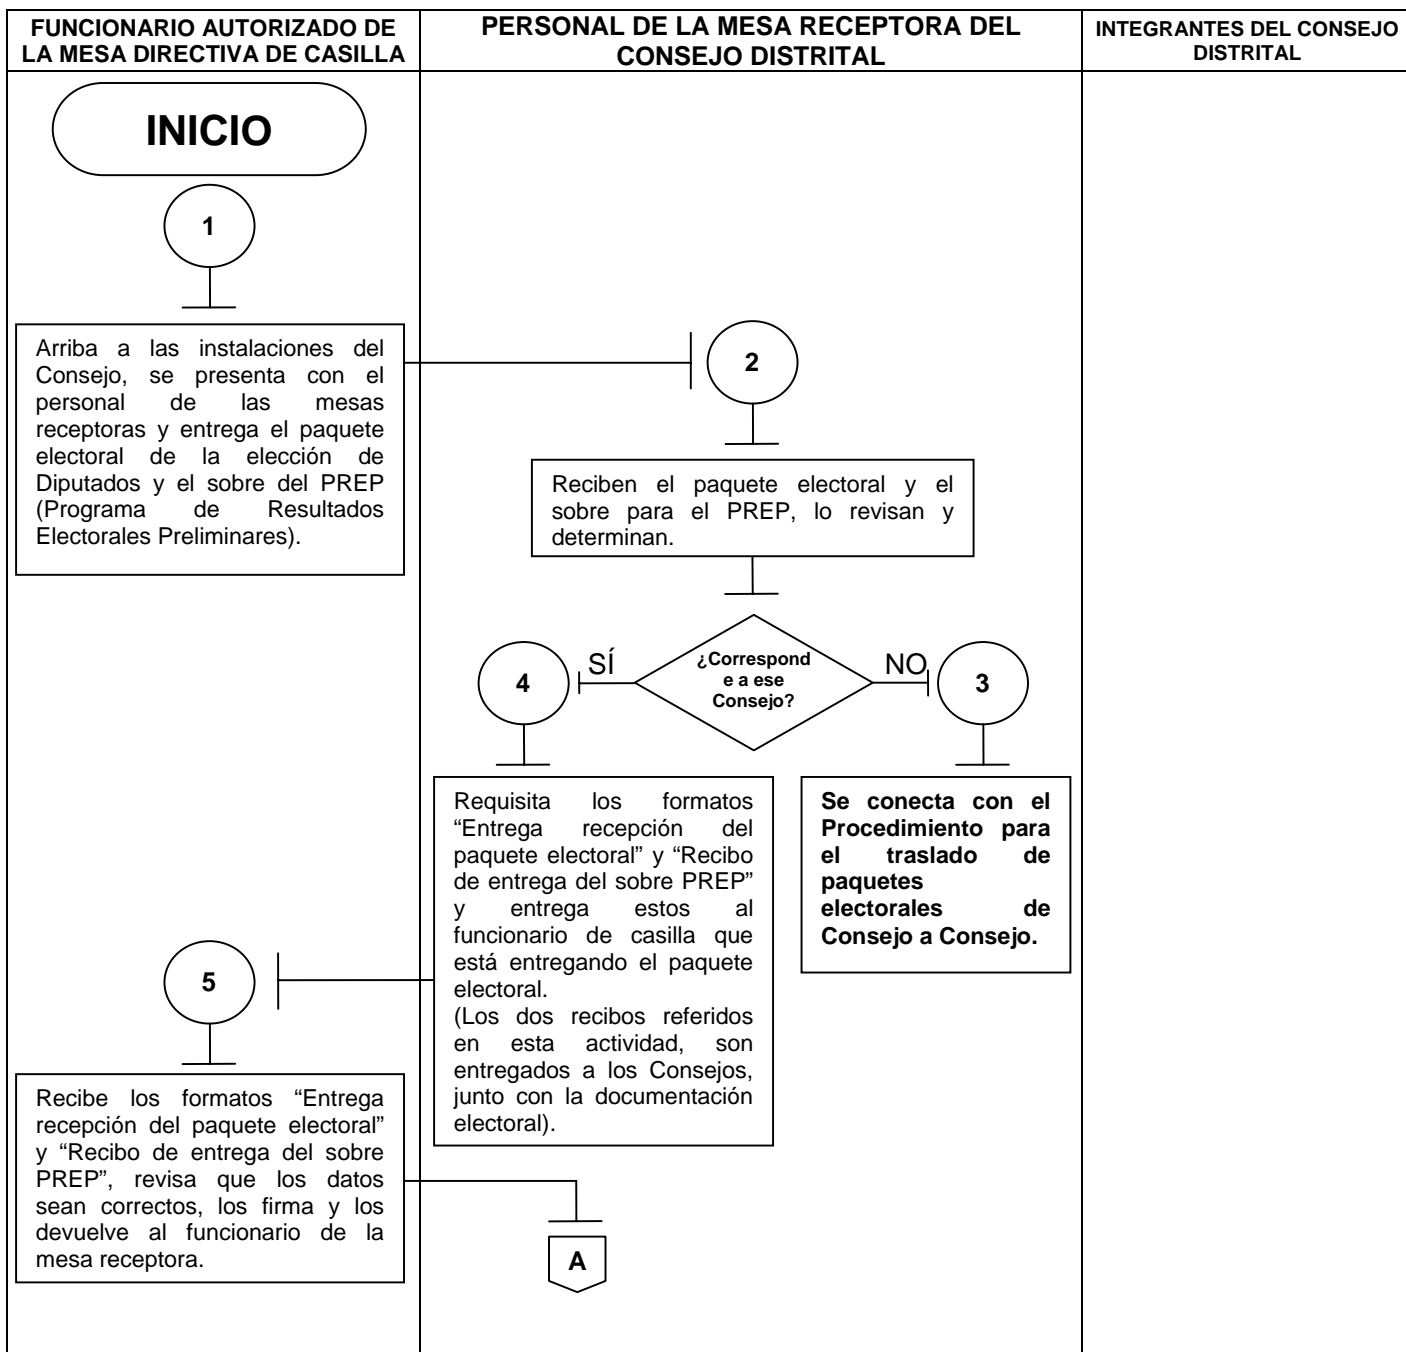 FUNCIONARIO AUTORIZADO DE
LA MESA DIRECTIVA DE CASILLA
PERSONAL DE LA MESA RECEPTORA DEL
CONSEJO DISTRITAL
INTEGRANTES DEL CONSEJO
DISTRITAL
INICIO
1
Arriba a las instalaciones del
Consejo, se presenta con el
personal de las mesas
receptoras y entrega el paquete
electoral de la elección de
Diputados y el sobre del PREP
(Programa de Resultados
Electorales Preliminares).
2
Reciben el paquete electoral y el
sobre para el PREP, lo revisan y
determinan.
¿Correspond
e a ese
Consejo?
SÍ
NO
4
3
Requisita los formatos
“Entrega recepción del
paquete electoral” y “Recibo
de entrega del sobre PREP”
y entrega estos al
funcionario de casilla que
está entregando el paquete
electoral.
(Los dos recibos referidos
en esta actividad, son
entregados a los Consejos,
junto con la documentación
electoral).
Se conecta con el
Procedimiento para
el traslado de
paquetes
electorales de
Consejo a Consejo.
5
Recibe los formatos “Entrega
recepción del paquete electoral”
y “Recibo de entrega del sobre
PREP”, revisa que los datos
sean correctos, los firma y los
devuelve al funcionario de la
mesa receptora.
A